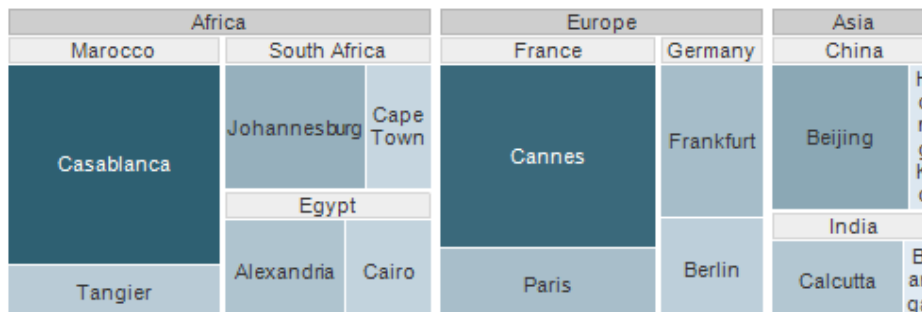 Africa
Europe
Asia
Marocco
South Africa
France
Germany
China
Casablanca
Tangier
Johannesburg
Cape
Town
Egypt
Alexandria
Cairo
Cannes
Paris
Frankfurt
Berlin
Beijing
India
Calcutta